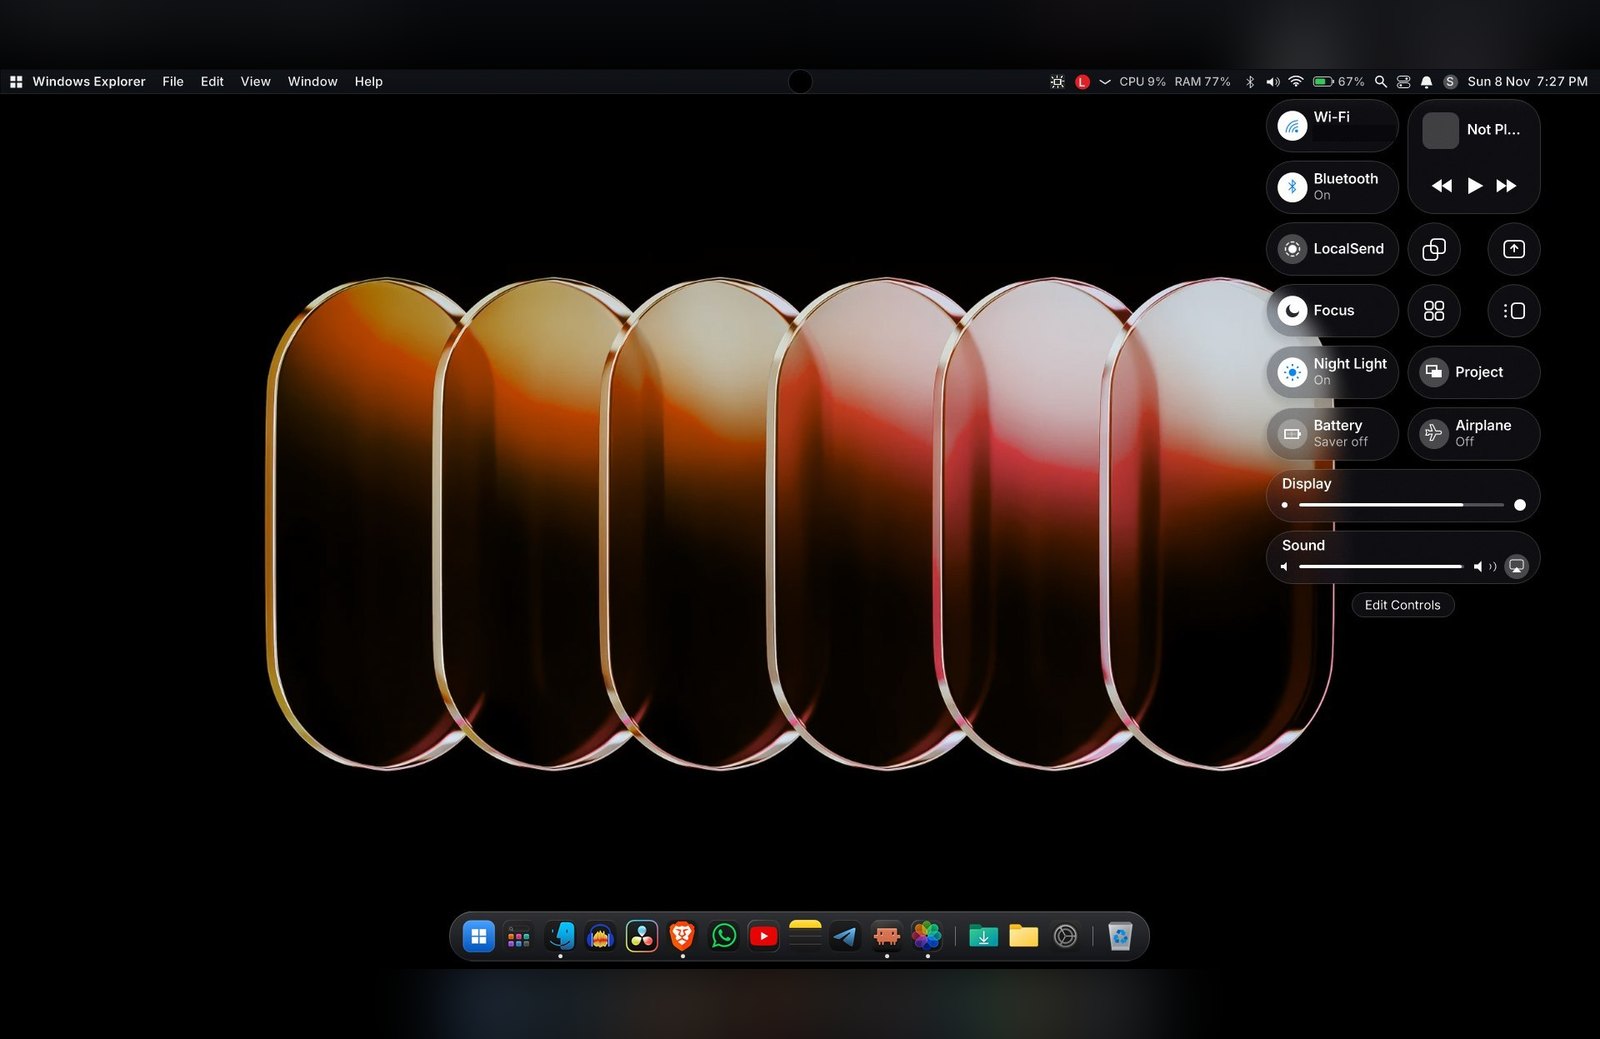 Windows Explorer File Edit View Window Help
L CPU 9% RAM 77% 67% S Sun 8 Nov 7:27 PM
Wi-Fi
Not Pl...
Bluetooth
On
LocalSend
Focus
Night Light
On
Project
Battery
Saver off
Airplane
Off
Display
Sound
Edit Controls